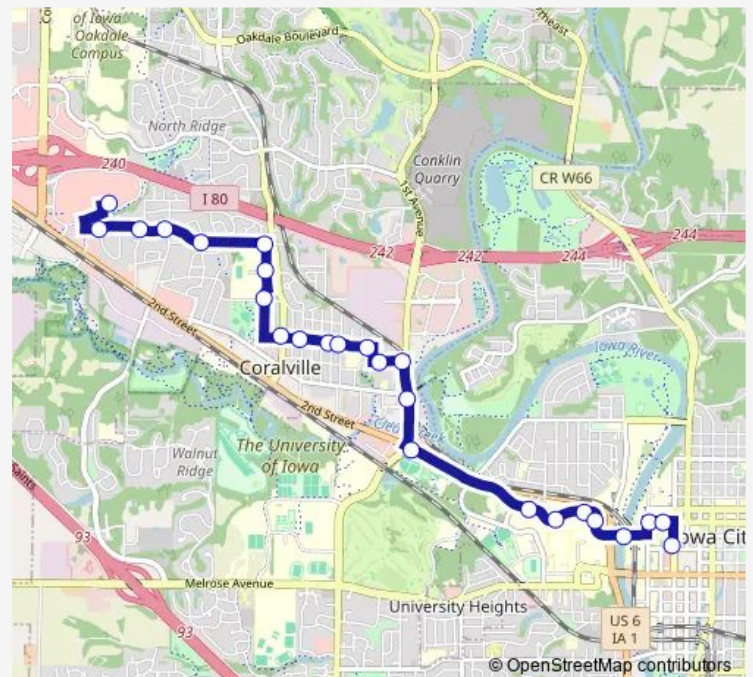 of Iowa
Oakdale
Campus
Oakdale Boulevard
North Ridge
240
I 80
Conklin
Quarry
CR W66
1st Avenue
242
242
244
244
2nd Street
Iowa River
Coralville
2nd Street
Clear Creek
The University
of Iowa
Walnut
Ridge
93
Iowa City
Melrose Avenue
University Heights
93
US 6
IA 1
© OpenStreetMap contributors